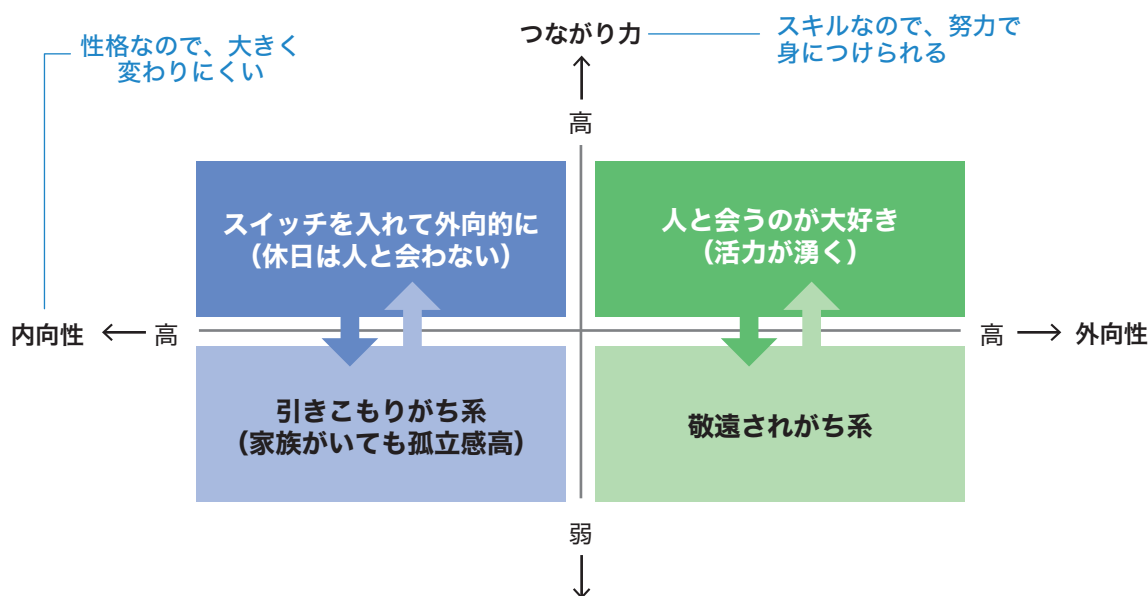 性格なので、大きく
変わりにくい
つながり力
スキルなので、努力で
身につけられる
高
スイッチを入れて外向的に
（休日は人と会わない）
人と会うのが大好き
（活力が湧く）
内向性
高
高
外向性
引きこもりがち系
（家族がいても孤立感高）
敬遠されがち系
弱